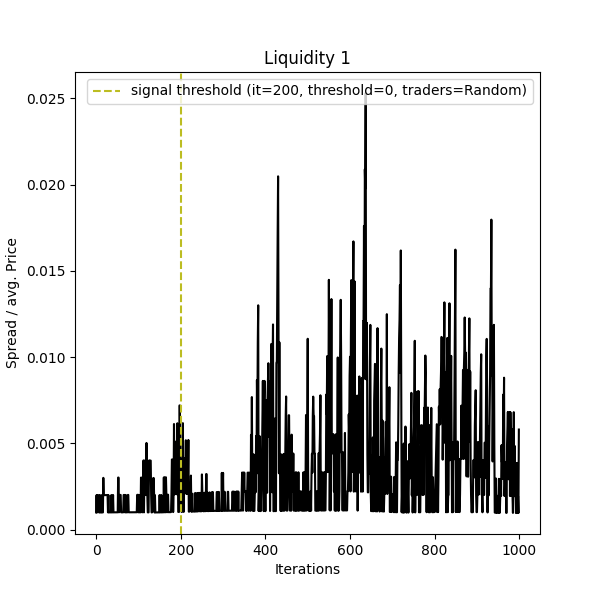 Liquidity 1
signal threshold (it=200, threshold=0, traders=Random)
0.025
0.020
0.015
0.010
0.005
0.000
Spread / avg. Price
0 200 400 600 800 1000
Iterations